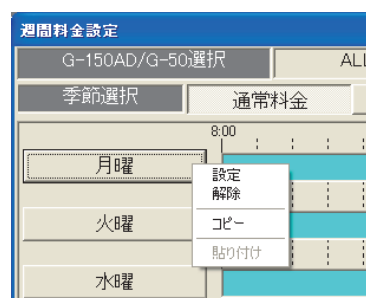 週間料金設定
G-150AD/G-50選択 ALL
季節選択 通常料金
8:00
月曜
設定
解除
コピー
貼り付け
火曜
水曜